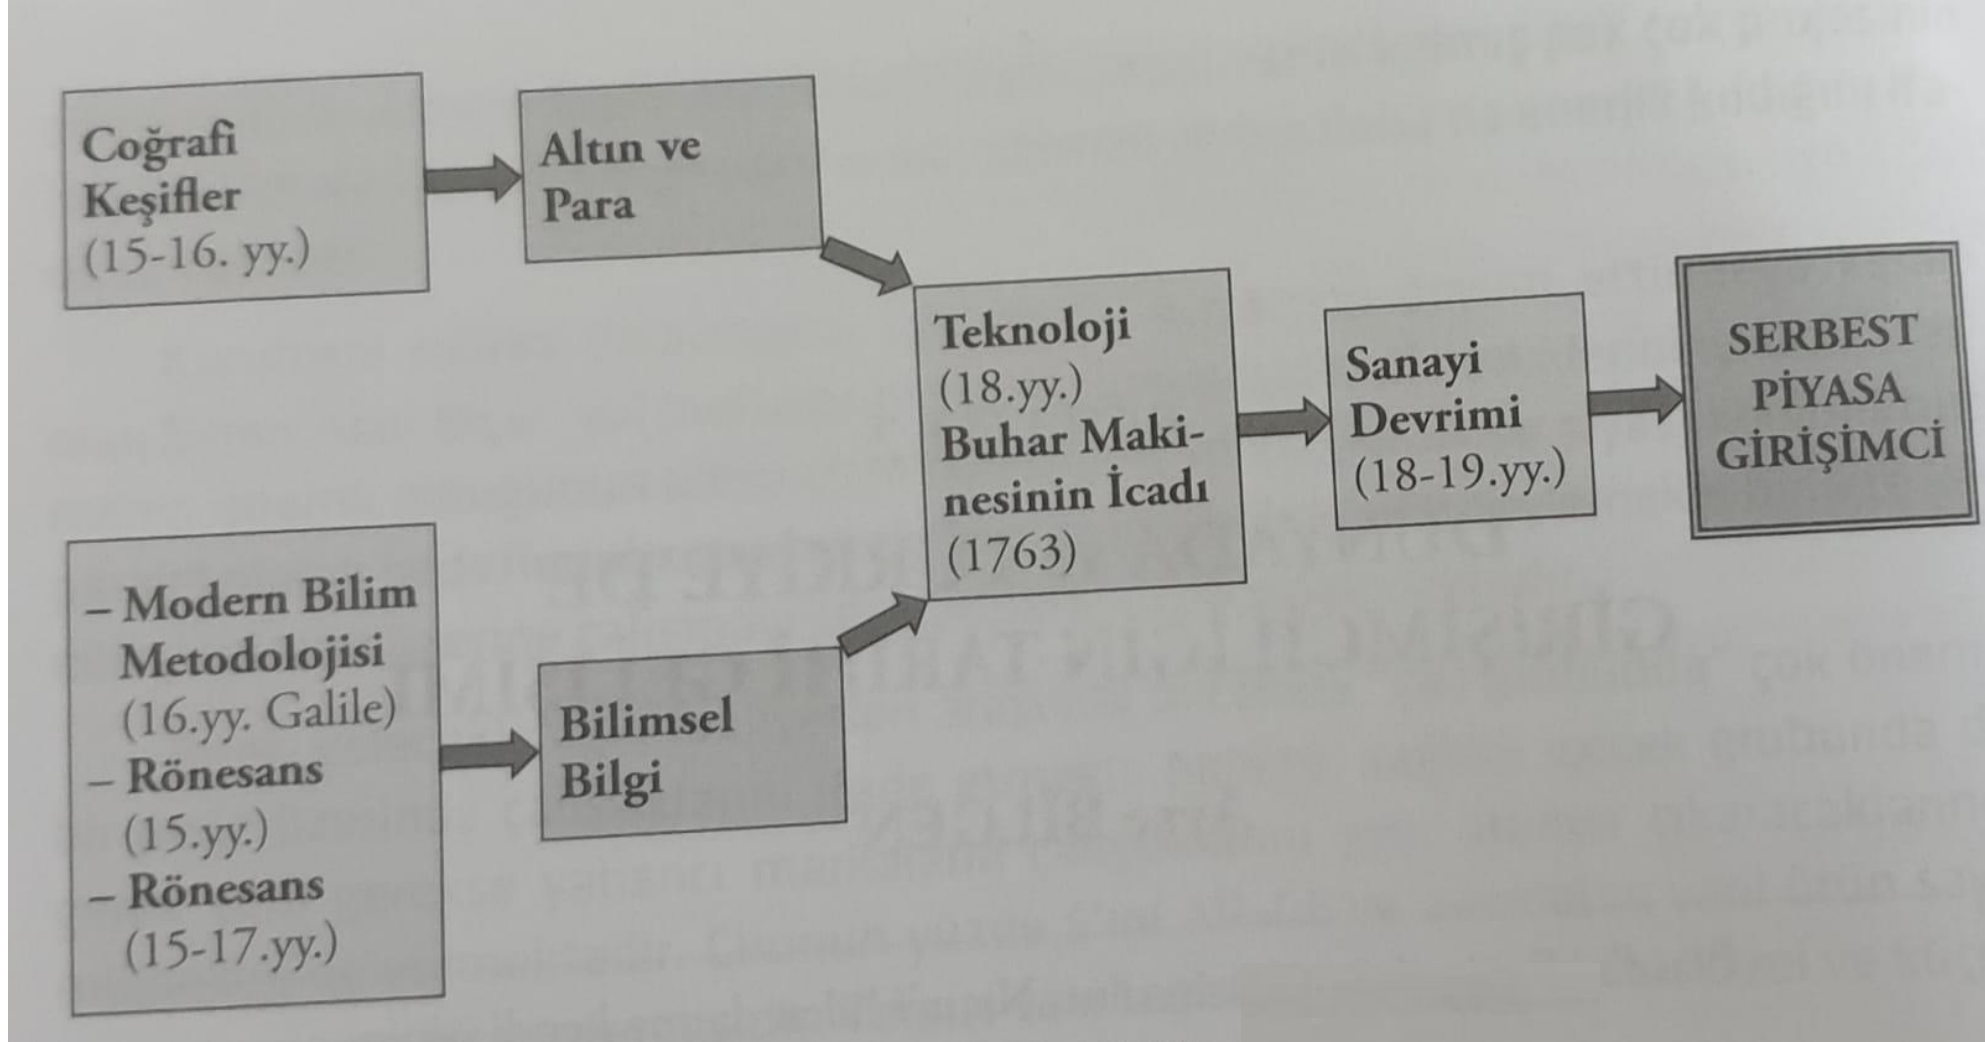 Coğrafi
Keşifler
(15-16. yy.)
Altın ve
Para
Teknoloji
(18.yy.)
Buhar Maki-
nesinin İcadı
(1763)
Sanayi
Devrimi
(18-19.yy.)
SERBEST
PİYASA
GİRİŞİMCİ
– Modern Bilim
Metodolojisi
(16.yy. Galile)
– Rönesans
(15.yy.)
– Rönesans
(15-17.yy.)
Bilimsel
Bilgi